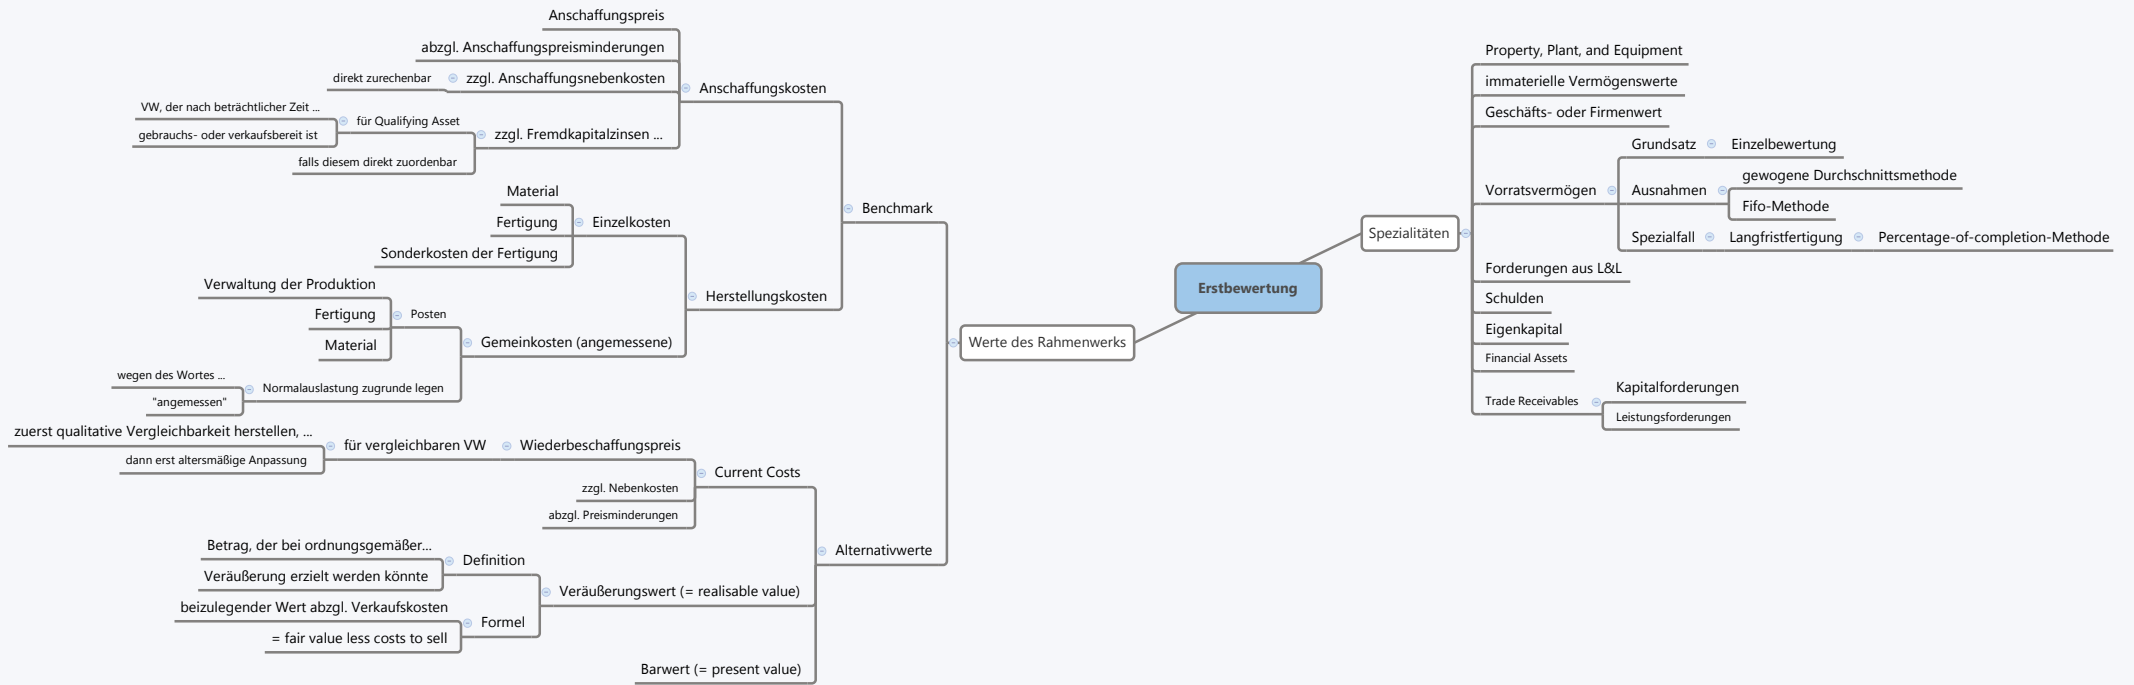 Erstbewertung
Werte des Rahmenwerks
Benchmark
Anschaffungskosten
Anschaffungspreis
abzgl. Anschaffungspreisminderungen
zzgl. Anschaffungsnebenkosten
direkt zurechenbar
zzgl. Fremdkapitalzinsen ...
für Qualifying Asset
VW, der nach beträchtlicher Zeit ...
gebrauchs- oder verkaufsbereit ist
falls diesem direkt zuordenbar
Herstellungskosten
Einzelkosten
Material
Fertigung
Sonderkosten der Fertigung
Gemeinkosten (angemessene)
Posten
Verwaltung der Produktion
Fertigung
Material
Normalauslastung zugrunde legen
wegen des Wortes ...
"angemessen"
Alternativwerte
Current Costs
Wiederbeschaffungspreis
für vergleichbaren VW
zuerst qualitative Vergleichbarkeit herstellen, ...
dann erst altersmäßige Anpassung
zzgl. Nebenkosten
abzgl. Preisminderungen
Veräußerungswert (= realisable value)
Definition
Betrag, der bei ordnungsgemäßer...
Veräußerung erzielt werden könnte
Formel
beizulegender Wert abzgl. Verkaufskosten
= fair value less costs to sell
Barwert (= present value)
Spezialitäten
Property, Plant, and Equipment
immaterielle Vermögenswerte
Geschäfts- oder Firmenwert
Vorratsvermögen
Grundsatz
Einzelbewertung
Ausnahmen
gewogene Durchschnittsmethode
Fifo-Methode
Spezialfall
Langfristfertigung
Percentage-of-completion-Methode
Forderungen aus L&L
Schulden
Eigenkapital
Financial Assets
Trade Receivables
Kapitalforderungen
Leistungsforderungen